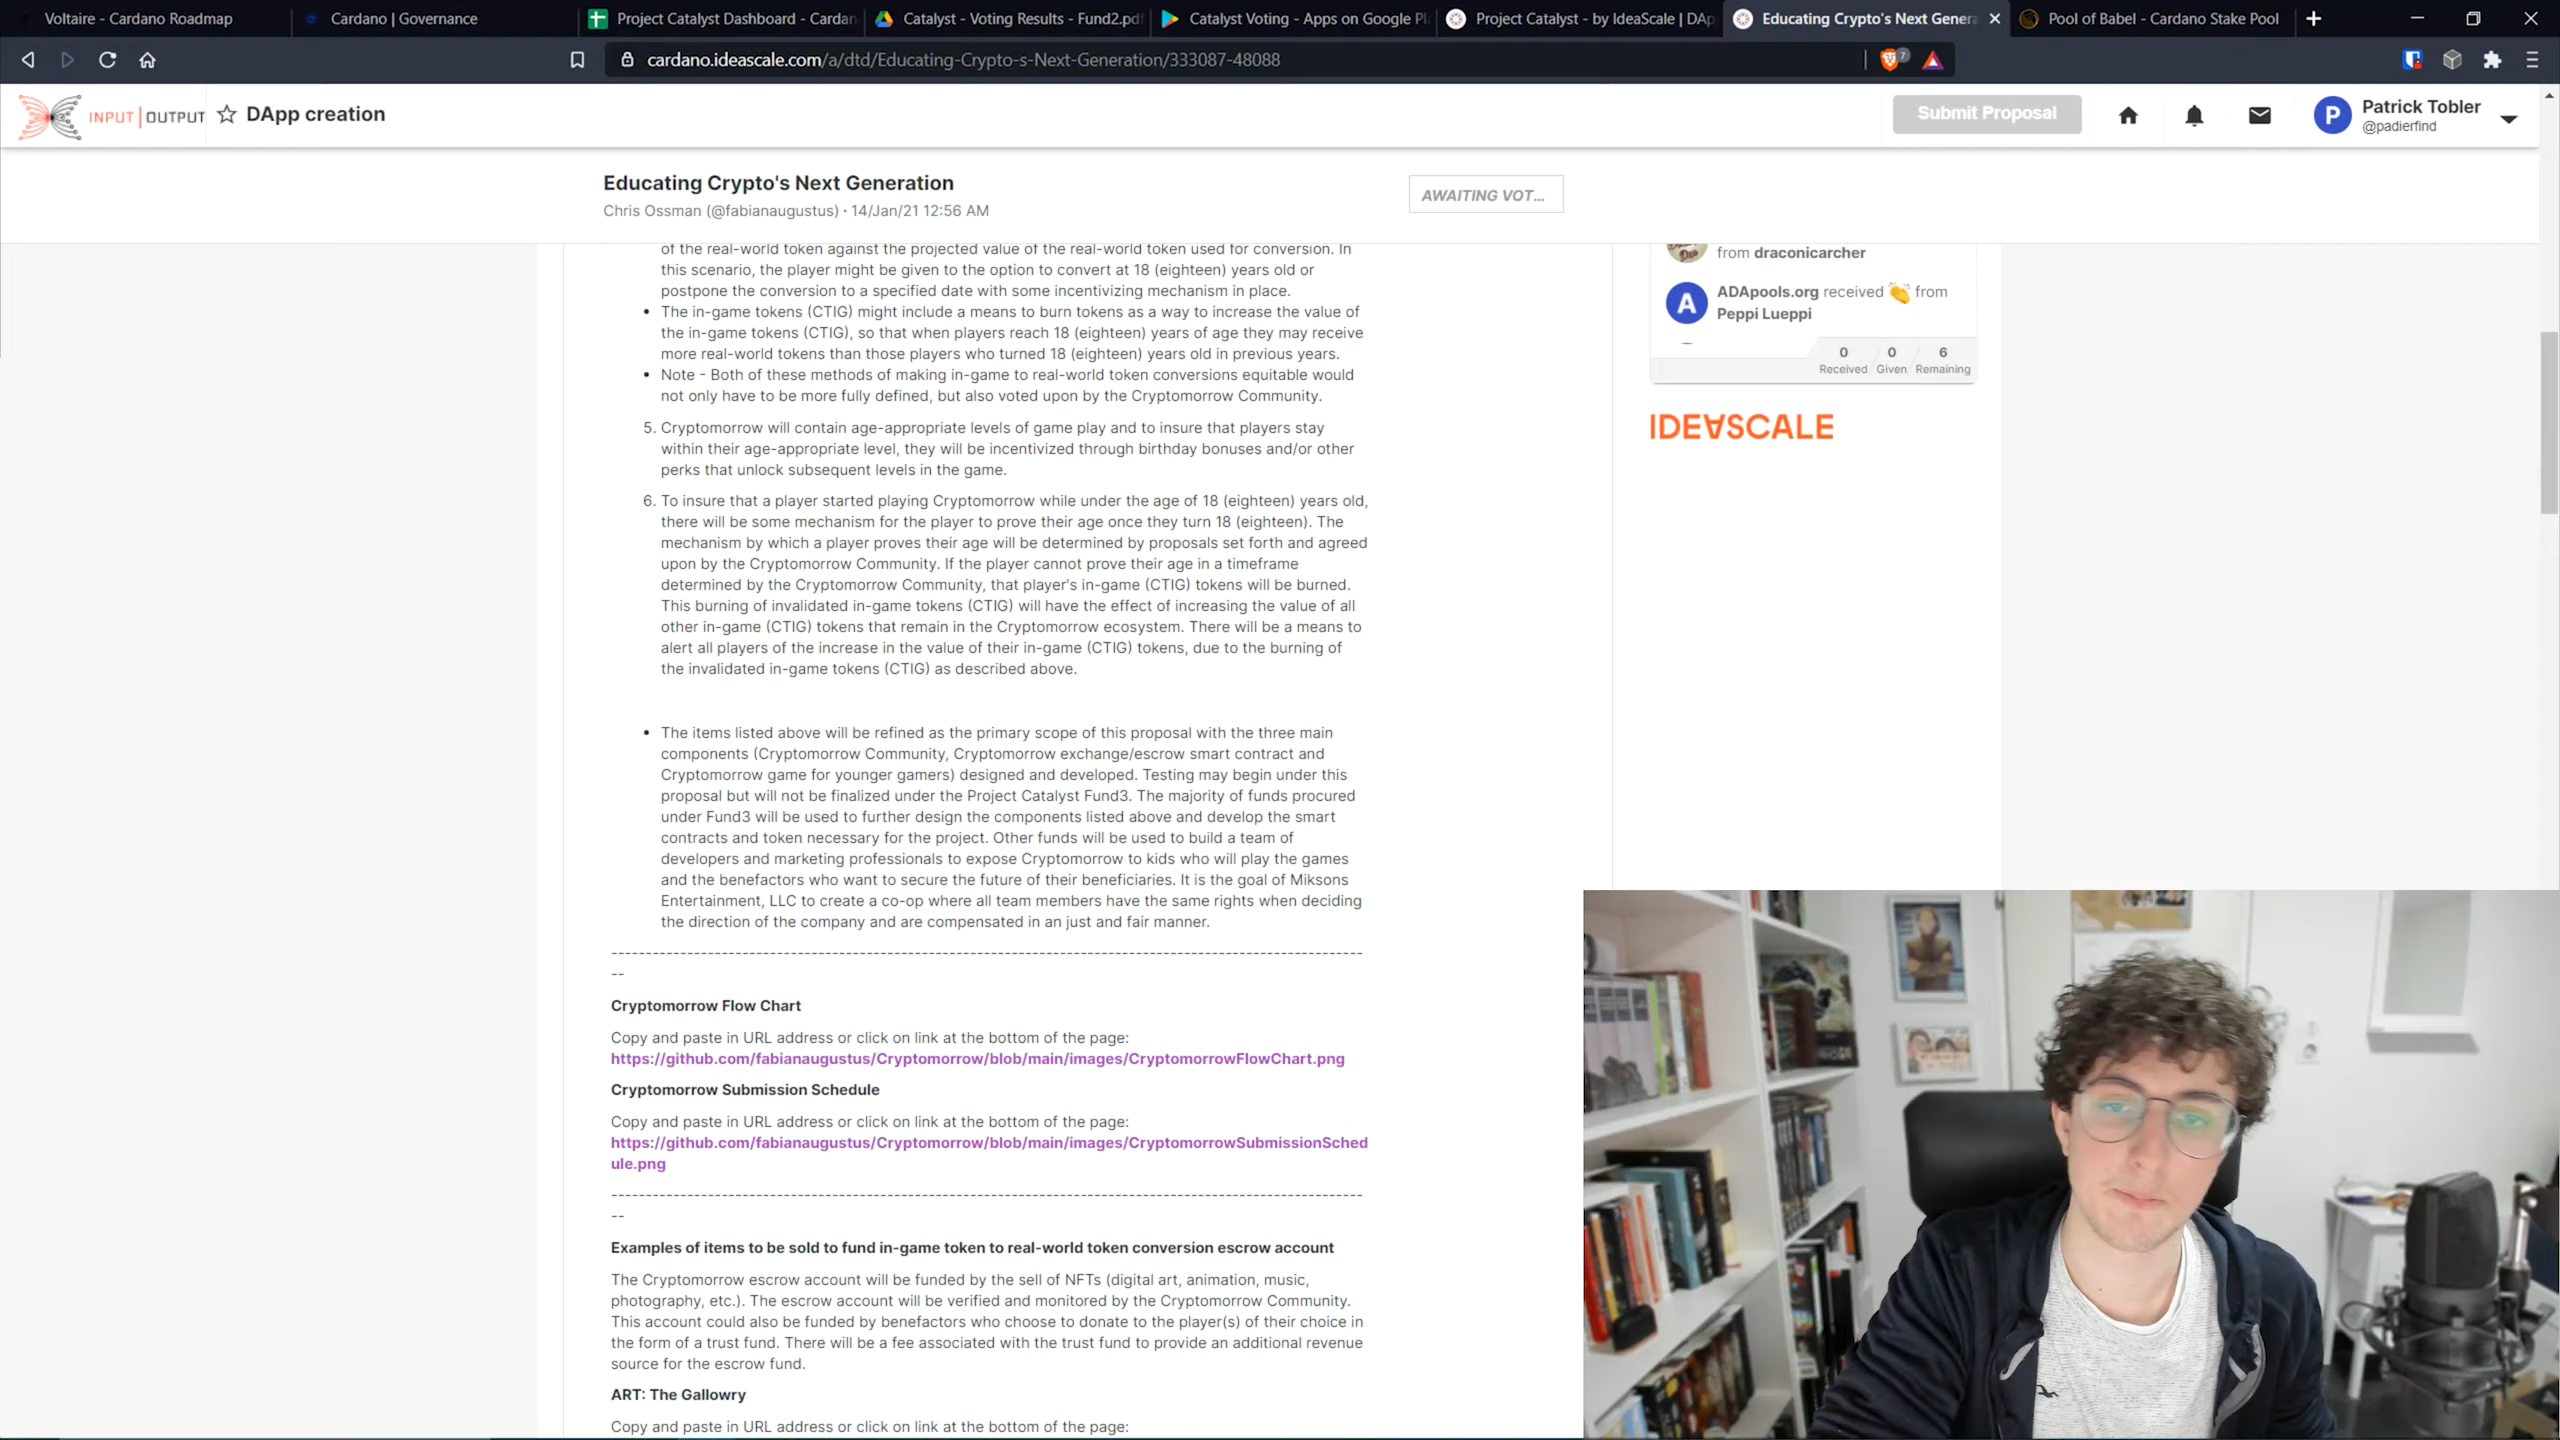 Voltaire - Cardano Roadmap
Cardano | Governance
Project Catalyst Dashboard - Cardan
Catalyst - Voting Results - Fund2.pdf
Catalyst Voting - Apps on Google Pl
Project Catalyst - by IdeaScale | DAp
Educating Crypto's Next Genera
Pool of Babel - Cardano Stake Pool
cardano.ideascale.com/a/dtd/Educating-Crypto-s-Next-Generation/333087-48088
7
INPUT | OUTPUT
DApp creation
Submit Proposal
P
Patrick Tobler
@padierfind
Educating Crypto's Next Generation
Chris Ossman (@fabianaugustus) · 14/Jan/21 12:56 AM
AWAITING VOT...
of the real-world token against the projected value of the real-world token used for conversion. In
this scenario, the player might be given to the option to convert at 18 (eighteen) years old or
postpone the conversion to a specified date with some incentivizing mechanism in place.
• The in-game tokens (CTIG) might include a means to burn tokens as a way to increase the value of
the in-game tokens (CTIG), so that when players reach 18 (eighteen) years of age they may receive
more real-world tokens than those players who turned 18 (eighteen) years old in previous years.
• Note - Both of these methods of making in-game to real-world token conversions equitable would
not only have to be more fully defined, but also voted upon by the Cryptomorrow Community.
5. Cryptomorrow will contain age-appropriate levels of game play and to insure that players stay
within their age-appropriate level, they will be incentivized through birthday bonuses and/or other
perks that unlock subsequent levels in the game.
6. To insure that a player started playing Cryptomorrow while under the age of 18 (eighteen) years old,
there will be some mechanism for the player to prove their age once they turn 18 (eighteen). The
mechanism by which a player proves their age will be determined by proposals set forth and agreed
upon by the Cryptomorrow Community. If the player cannot prove their age in a timeframe
determined by the Cryptomorrow Community, that player's in-game (CTIG) tokens will be burned.
This burning of invalidated in-game tokens (CTIG) will have the effect of increasing the value of all
other in-game (CTIG) tokens that remain in the Cryptomorrow ecosystem. There will be a means to
alert all players of the increase in the value of their in-game (CTIG) tokens, due to the burning of
the invalidated in-game tokens (CTIG) as described above.
• The items listed above will be refined as the primary scope of this proposal with the three main
components (Cryptomorrow Community, Cryptomorrow exchange/escrow smart contract and
Cryptomorrow game for younger gamers) designed and developed. Testing may begin under this
proposal but will not be finalized under the Project Catalyst Fund3. The majority of funds procured
under Fund3 will be used to further design the components listed above and develop the smart
contracts and token necessary for the project. Other funds will be used to build a team of
developers and marketing professionals to expose Cryptomorrow to kids who will play the games
and the benefactors who want to secure the future of their beneficiaries. It is the goal of Miksons
Entertainment, LLC to create a co-op where all team members have the same rights when deciding
the direction of the company and are compensated in an just and fair manner.
--------------------------------------------------------------------------------------------------------------
--
Cryptomorrow Flow Chart
Copy and paste in URL address or click on link at the bottom of the page:
https://github.com/fabianaugustus/Cryptomorrow/blob/main/images/CryptomorrowFlowChart.png
Cryptomorrow Submission Schedule
Copy and paste in URL address or click on link at the bottom of the page:
https://github.com/fabianaugustus/Cryptomorrow/blob/main/images/CryptomorrowSubmissionSched
ule.png
--------------------------------------------------------------------------------------------------------------
--
Examples of items to be sold to fund in-game token to real-world token conversion escrow account
The Cryptomorrow escrow account will be funded by the sell of NFTs (digital art, animation, music,
photography, etc.). The escrow account will be verified and monitored by the Cryptomorrow Community.
This account could also be funded by benefactors who choose to donate to the player(s) of their choice in
the form of a trust fund. There will be a fee associated with the trust fund to provide an additional revenue
source for the escrow fund.
ART: The Gallowry
Copy and paste in URL address or click on link at the bottom of the page:
from draconicarcher
A
ADApools.org received 👏 from
Peppi Lueppi
0 0 6
Received Given Remaining
IDEASCALE